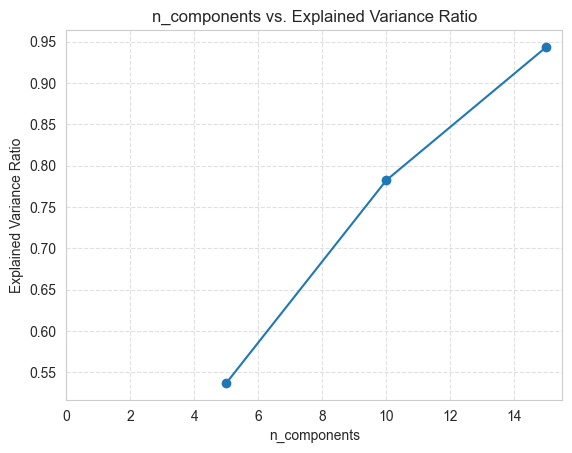 n_components vs. Explained Variance Ratio
Explained Variance Ratio
0.95
0.90
0.85
0.80
0.75
0.70
0.65
0.60
0.55
0 2 4 6 8 10 12 14
n_components